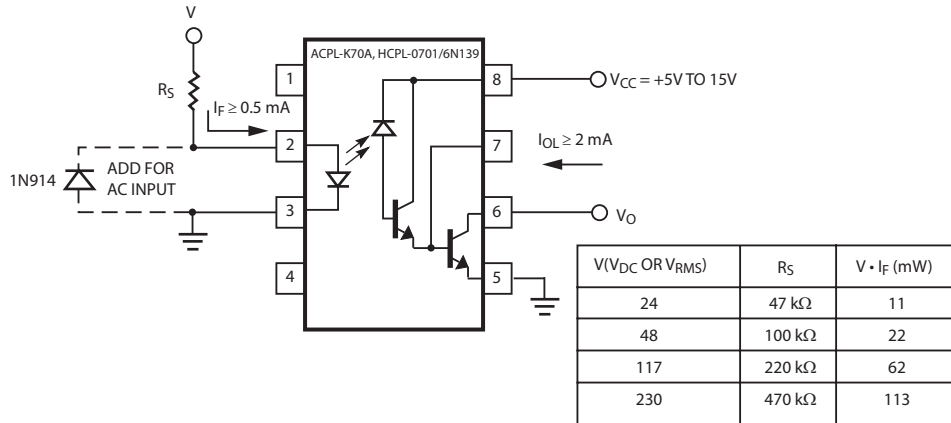 V
ACPL-K70A, HCPL-0701/6N139
1
8
V_CC = +5V TO 15V
R_S
I_F ≥ 0.5 mA
2
7
I_OL ≥ 2 mA
1N914
ADD FOR
AC INPUT
3
6
V_O
4
5
V(V_DC OR V_RMS) R_S V • I_F (mW)
24 47 kΩ 11
48 100 kΩ 22
117 220 kΩ 62
230 470 kΩ 113